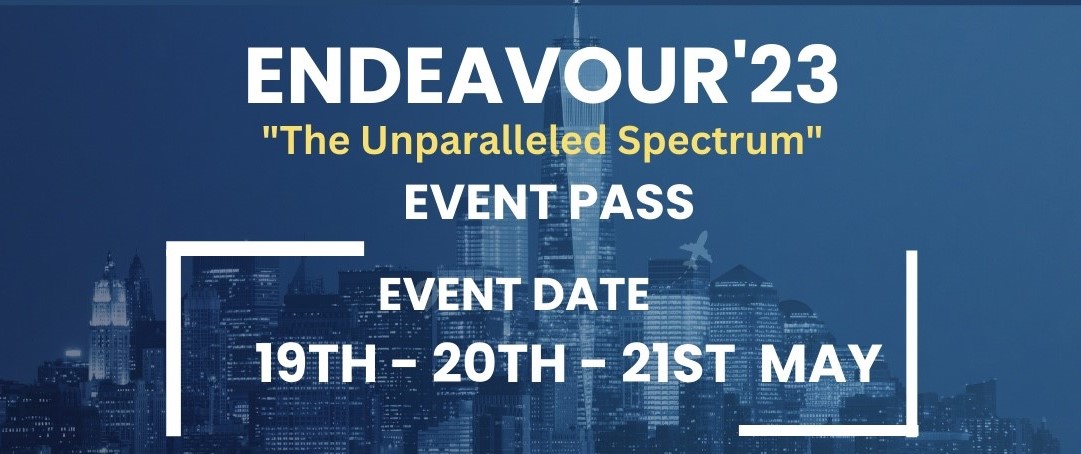 ENDEAVOUR'23
"The Unparalleled Spectrum"
EVENT PASS
EVENT DATE
19TH - 20TH - 21ST MAY